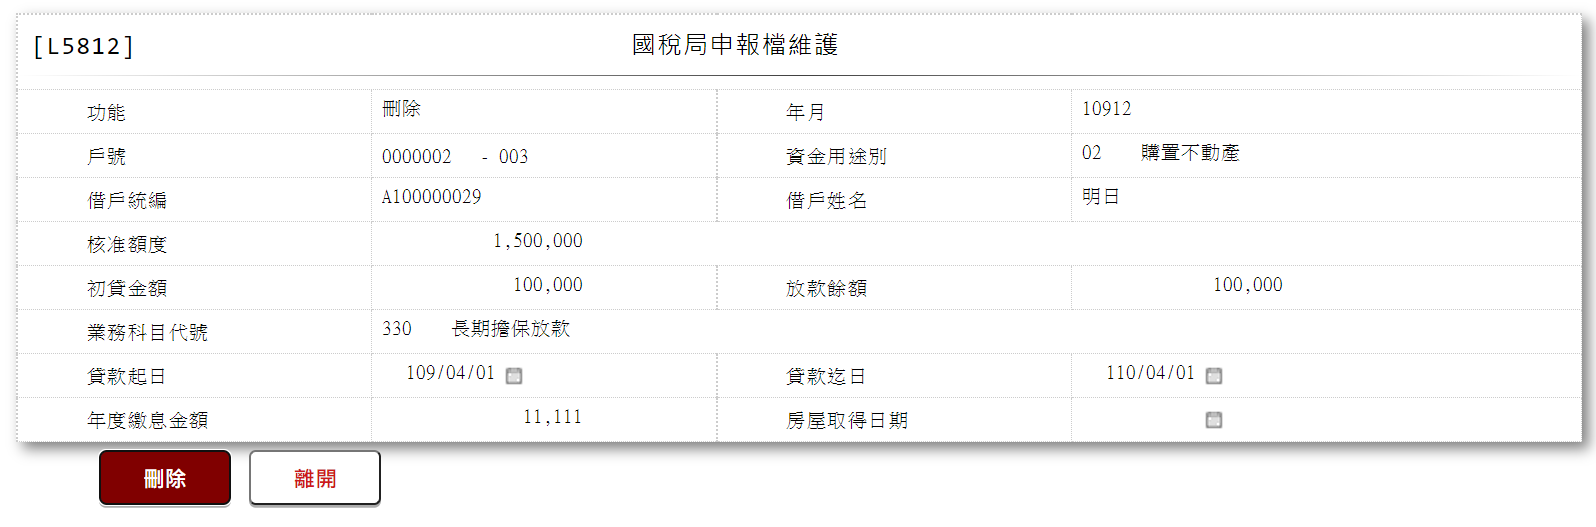 [L5812] 國稅局申報檔維護
功能 刪除 年月 10912
戶號 0000002 - 003 資金用途別 02 購置不動產
借戶統編 A100000029 借戶姓名 明日
核准額度 1,500,000
初貸金額 100,000 放款餘額 100,000
業務科目代號 330 長期擔保放款
貸款起日 109/04/01 貸款迄日 110/04/01
年度繳息金額 11,111 房屋取得日期
刪除 離開